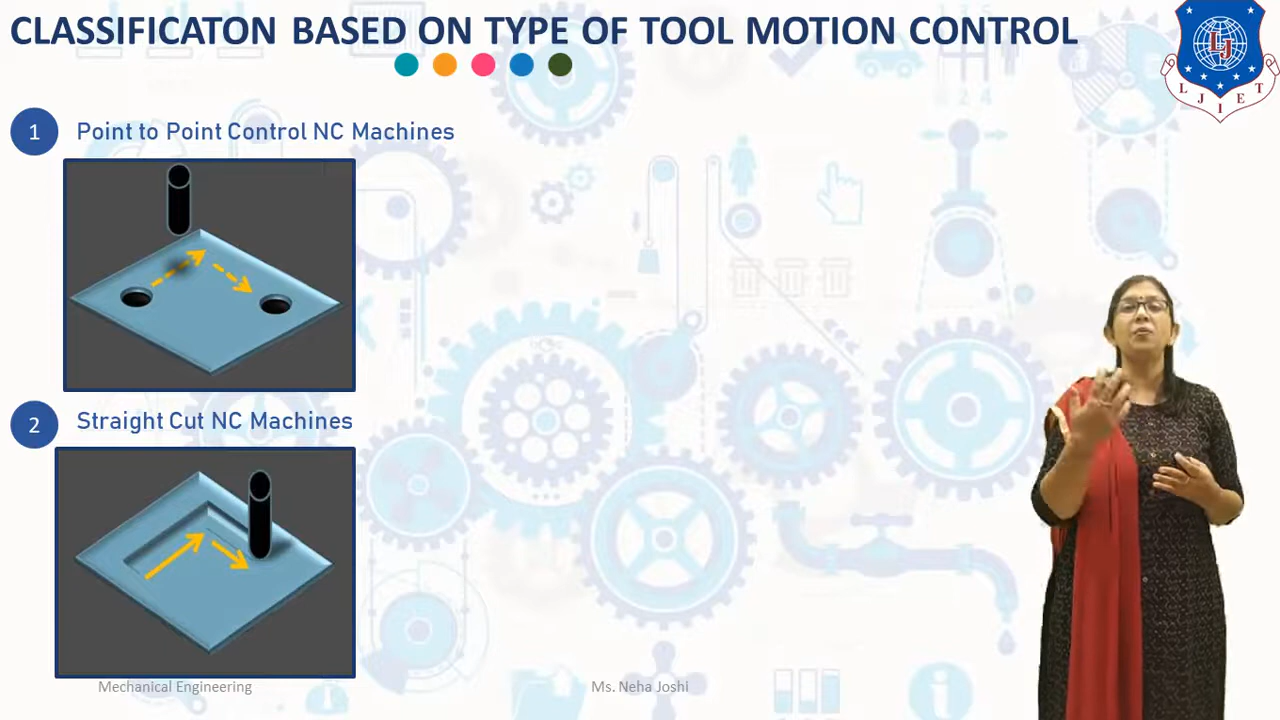 CLASSIFICATON BASED ON TYPE OF TOOL MOTION CONTROL
L J I E T
1 Point to Point Control NC Machines
2 Straight Cut NC Machines
Mechanical Engineering
Ms. Neha Joshi